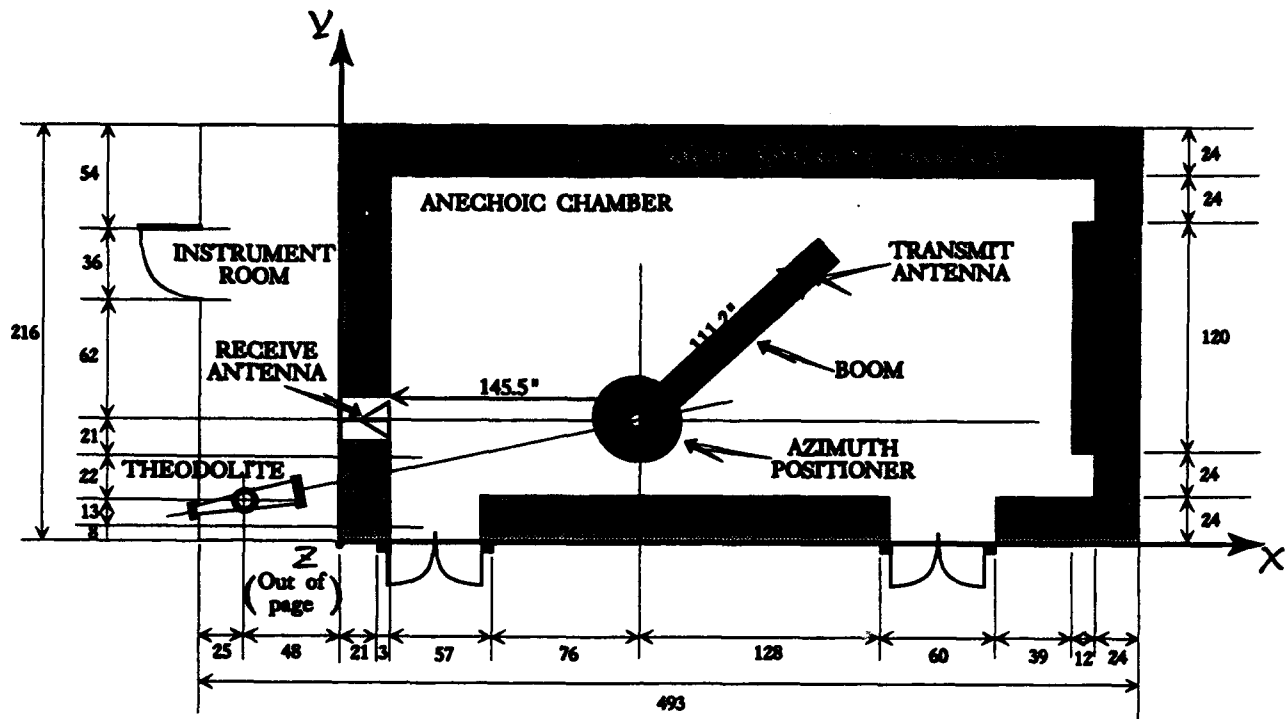 Y
54
24
24
ANECHOIC CHAMBER
INSTRUMENT
ROOM
36
TRANSMIT
ANTENNA
111.2"
216
62
120
RECEIVE
ANTENNA
BOOM
145.5"
21
AZIMUTH
POSITIONER
THEODOLITE
22
24
13
24
8
Z
(Out of
page)
X
25
48
21
3
57
76
128
60
39
12
24
493